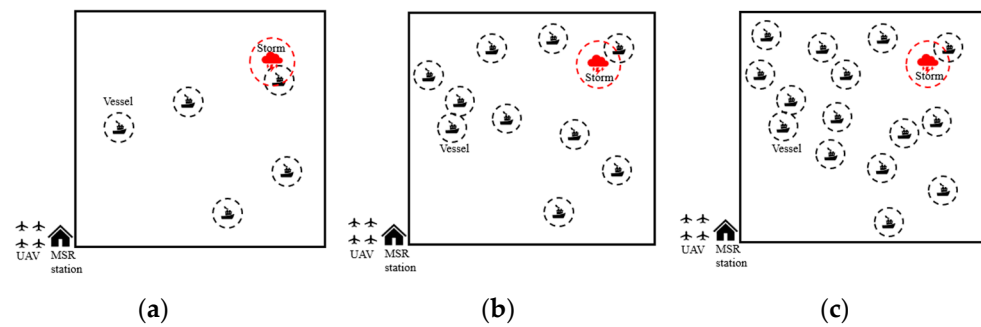 Storm
Vessel
UAV MSR
station
(a)
Storm
Vessel
UAV MSR
station
(b)
Storm
Vessel
UAV MSR
station
(c)